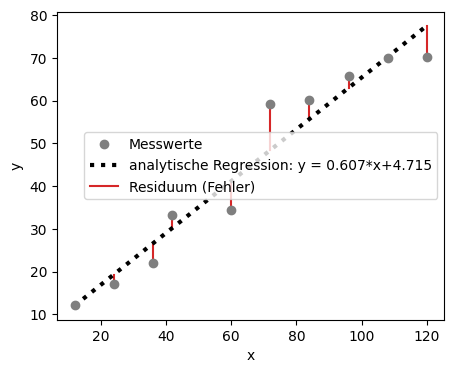 80
70
60
50
40
30
20
10
y
Messwerte
analytische Regression: y = 0.607*x+4.715
Residuum (Fehler)
20 40 60 80 100 120
x